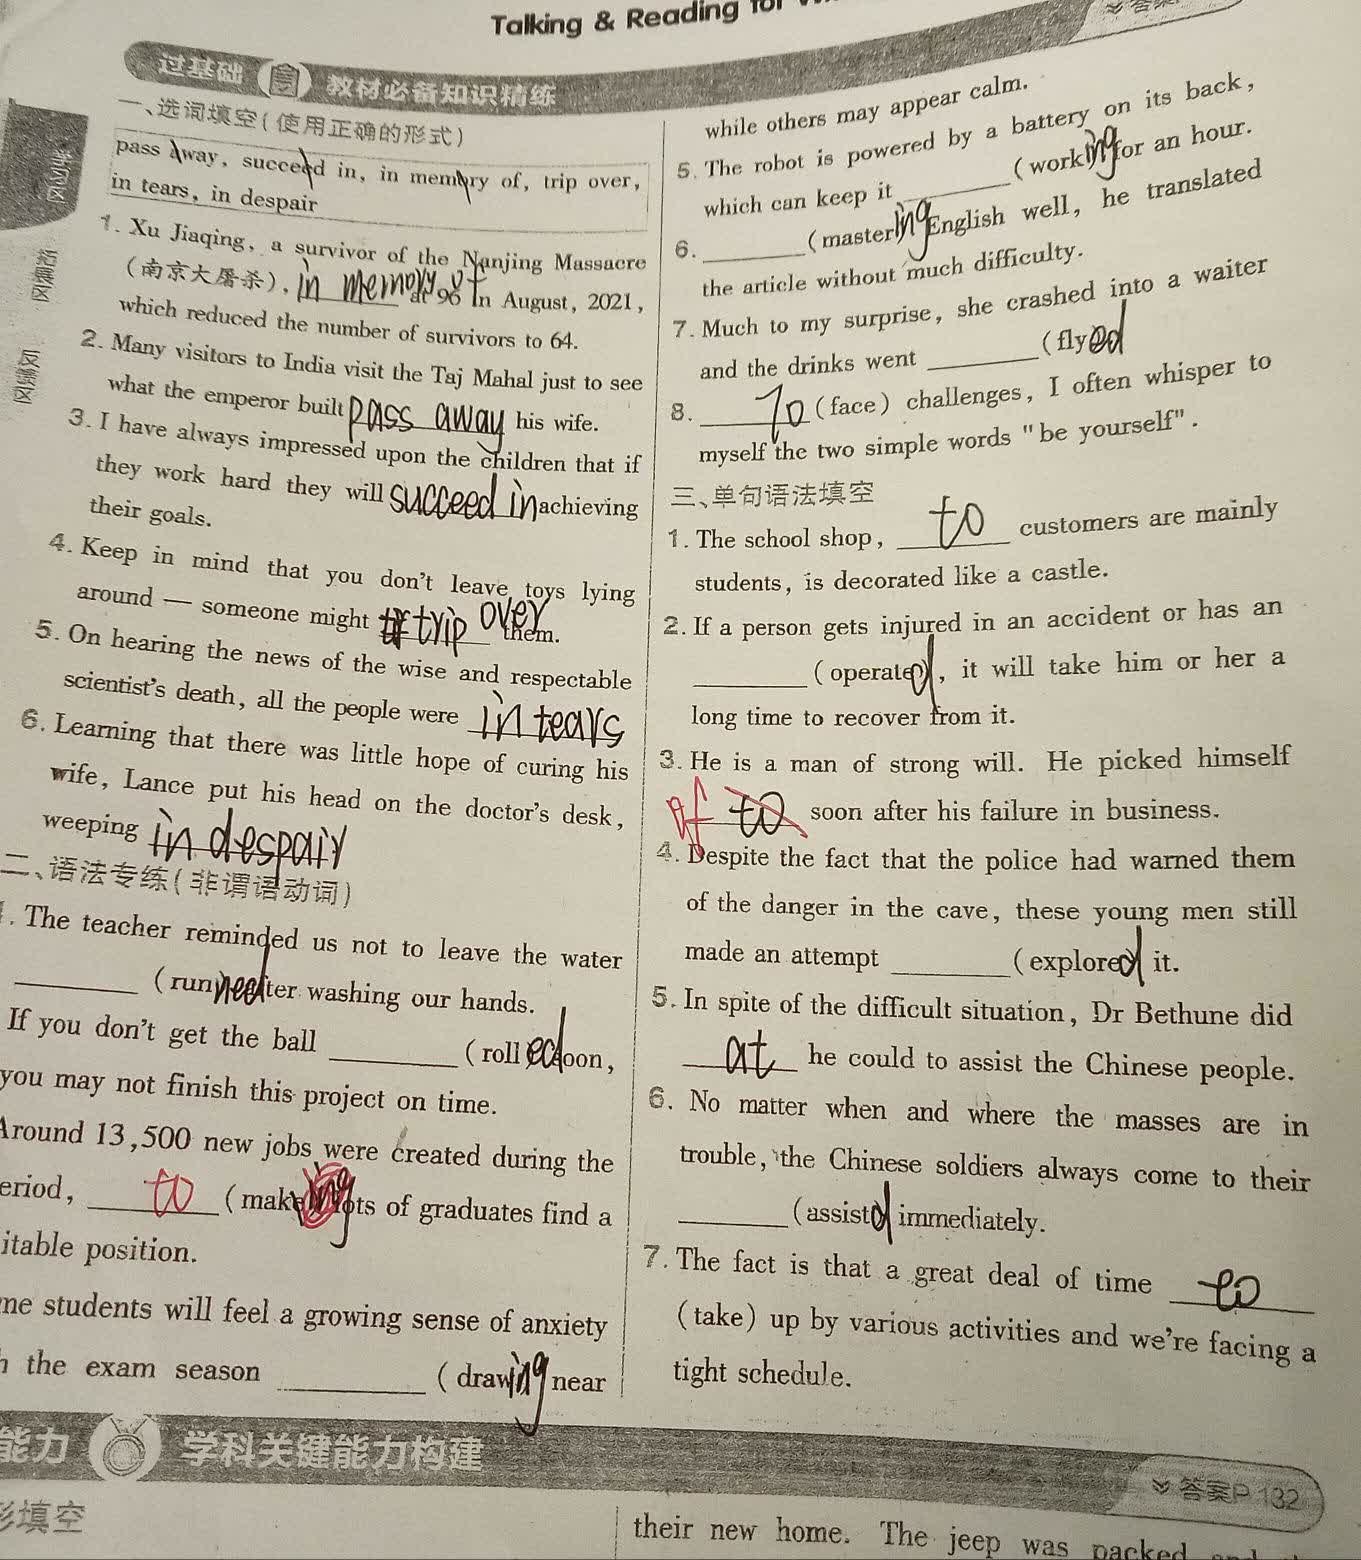 Talking & Reading for
过基础 教材必备知识精练
一、选词填空(使用正确的形式)
pass away, succeed in, in memory of, trip over,
in tears, in despair
1. Xu Jiaqing, a survivor of the Nanjing Massacre
(南京大屠杀), in memory of at 96 in August, 2021,
which reduced the number of survivors to 64.
2. Many visitors to India visit the Taj Mahal just to see
what the emperor built pass away his wife.
3. I have always impressed upon the children that if
they work hard they will succeed in achieving
their goals.
4. Keep in mind that you don't leave toys lying
around — someone might trip over them.
5. On hearing the news of the wise and respectable
scientist's death, all the people were in tears
6. Learning that there was little hope of curing his
wife, Lance put his head on the doctor's desk,
weeping in despair
二、语法专练(非谓语动词)
. The teacher reminded us not to leave the water
(run) need after washing our hands.
If you don't get the ball (roll) ed soon,
you may not finish this project on time.
Around 13,500 new jobs were created during the
eriod, to (make) ing lots of graduates find a
itable position.
me students will feel a growing sense of anxiety
h the exam season (draw) ing near
能力 学科关键能力构建
形填空
while others may appear calm.
5. The robot is powered by a battery on its back,
which can keep it (work) ing for an hour.
6. (master) ing English well, he translated
the article without much difficulty.
7. Much to my surprise, she crashed into a waiter
and the drinks went (fly) ed
8. To (face) challenges, I often whisper to
myself the two simple words "be yourself".
三、单句语法填空
1. The school shop, to customers are mainly
students, is decorated like a castle.
2. If a person gets injured in an accident or has an
(operate) d, it will take him or her a
long time to recover from it.
3. He is a man of strong will. He picked himself
of to soon after his failure in business.
4. Despite the fact that the police had warned them
of the danger in the cave, these young men still
made an attempt (explore) d it.
5. In spite of the difficult situation, Dr Bethune did
at he could to assist the Chinese people.
6. No matter when and where the masses are in
trouble, the Chinese soldiers always come to their
(assist) d immediately.
7. The fact is that a great deal of time to
(take) up by various activities and we're facing a
tight schedule.
答案P 132
their new home. The jeep was packed